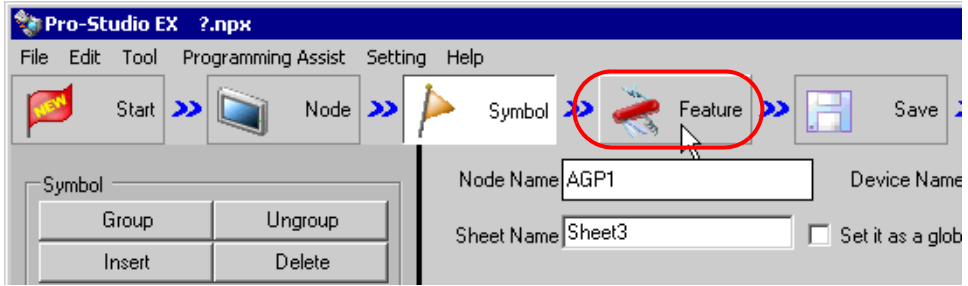 Pro-Studio EX ?.npx
File Edit Tool Programming Assist Setting Help
NEW Start Node Symbol Feature Save
Symbol
Group Ungroup
Insert Delete
Node Name AGP1 Device Name
Sheet Name Sheet3 Set it as a glob